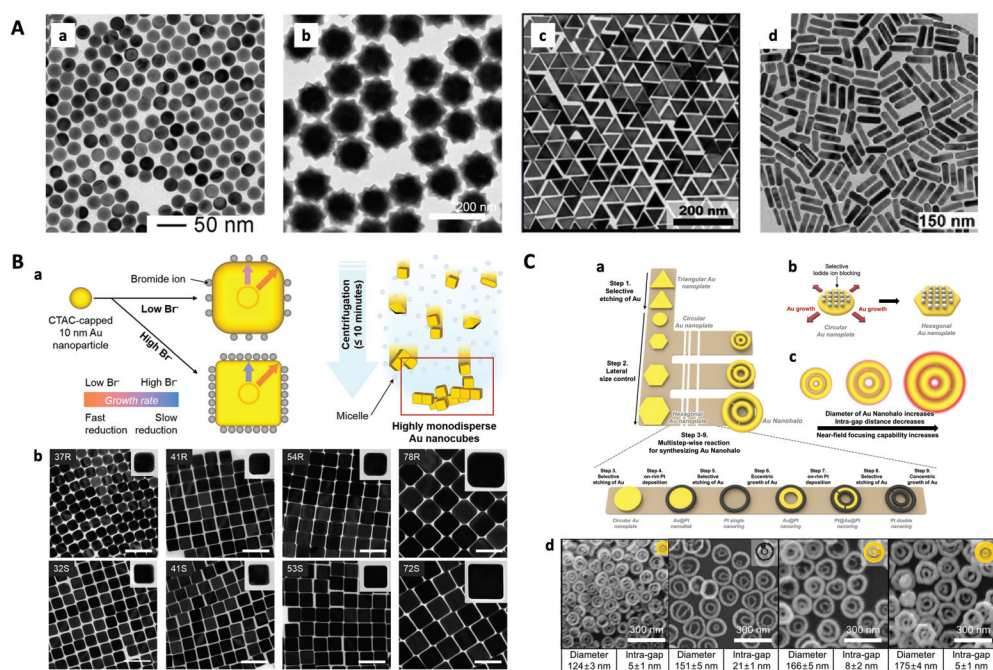 A
a
b
c
d
50 nm
200 nm
200 nm
150 nm
B
a
Bromide ion
CTAC-capped
10 nm Au
nanoparticle
Low Br-
High Br-
Low Br- High Br-
Growth rate
Fast reduction
Slow reduction
Centrifugation
(≤ 10 minutes)
Micelle
Highly monodisperse
Au nanocubes
b
37R
41R
54R
78R
32S
41S
53S
72S
C
a
Step 1.
Selective
etching of Au
Triangular Au
nanoplate
Circular
Au nanoplate
Step 2.
Lateral
size control
Hexagonal
Au nanoplate
Au Nanohalo
Step 3-9.
Multistep-wise reaction
for synthesizing Au Nanohalo
b
Selective
Iodide ion blocking
Au growth
Au growth
Circular Au
nanoplate
Hexagonal
Au nanoplate
c
Diameter of Au Nanohalo increases
Intra-gap distance decreases
Near-field focusing capability increases
Step 3.
Selective
etching of Au
Step 4.
on-rim Pt
deposition
Step 5.
Selective
etching of Au
Step 6.
Eccentric
growth of Au
Step 7.
on-rim Pt
deposition
Step 8.
Selective
etching of Au
Step 9.
Concentric
growth of Au
Circular Au
nanoplate
Au@Pt
nanodisk
Pt single
nanoring
Au@Pt
nanoring
Pt@Au@Pt
nanoring
Pt double
nanoring
d
300 nm
300 nm
300 nm
300 nm
Diameter Intra-gap Diameter Intra-gap Diameter Intra-gap Diameter Intra-gap
124±3 nm 5±1 nm 151±5 nm 21±1 nm 166±5 nm 8±2 nm 175±4 nm 5±1 nm